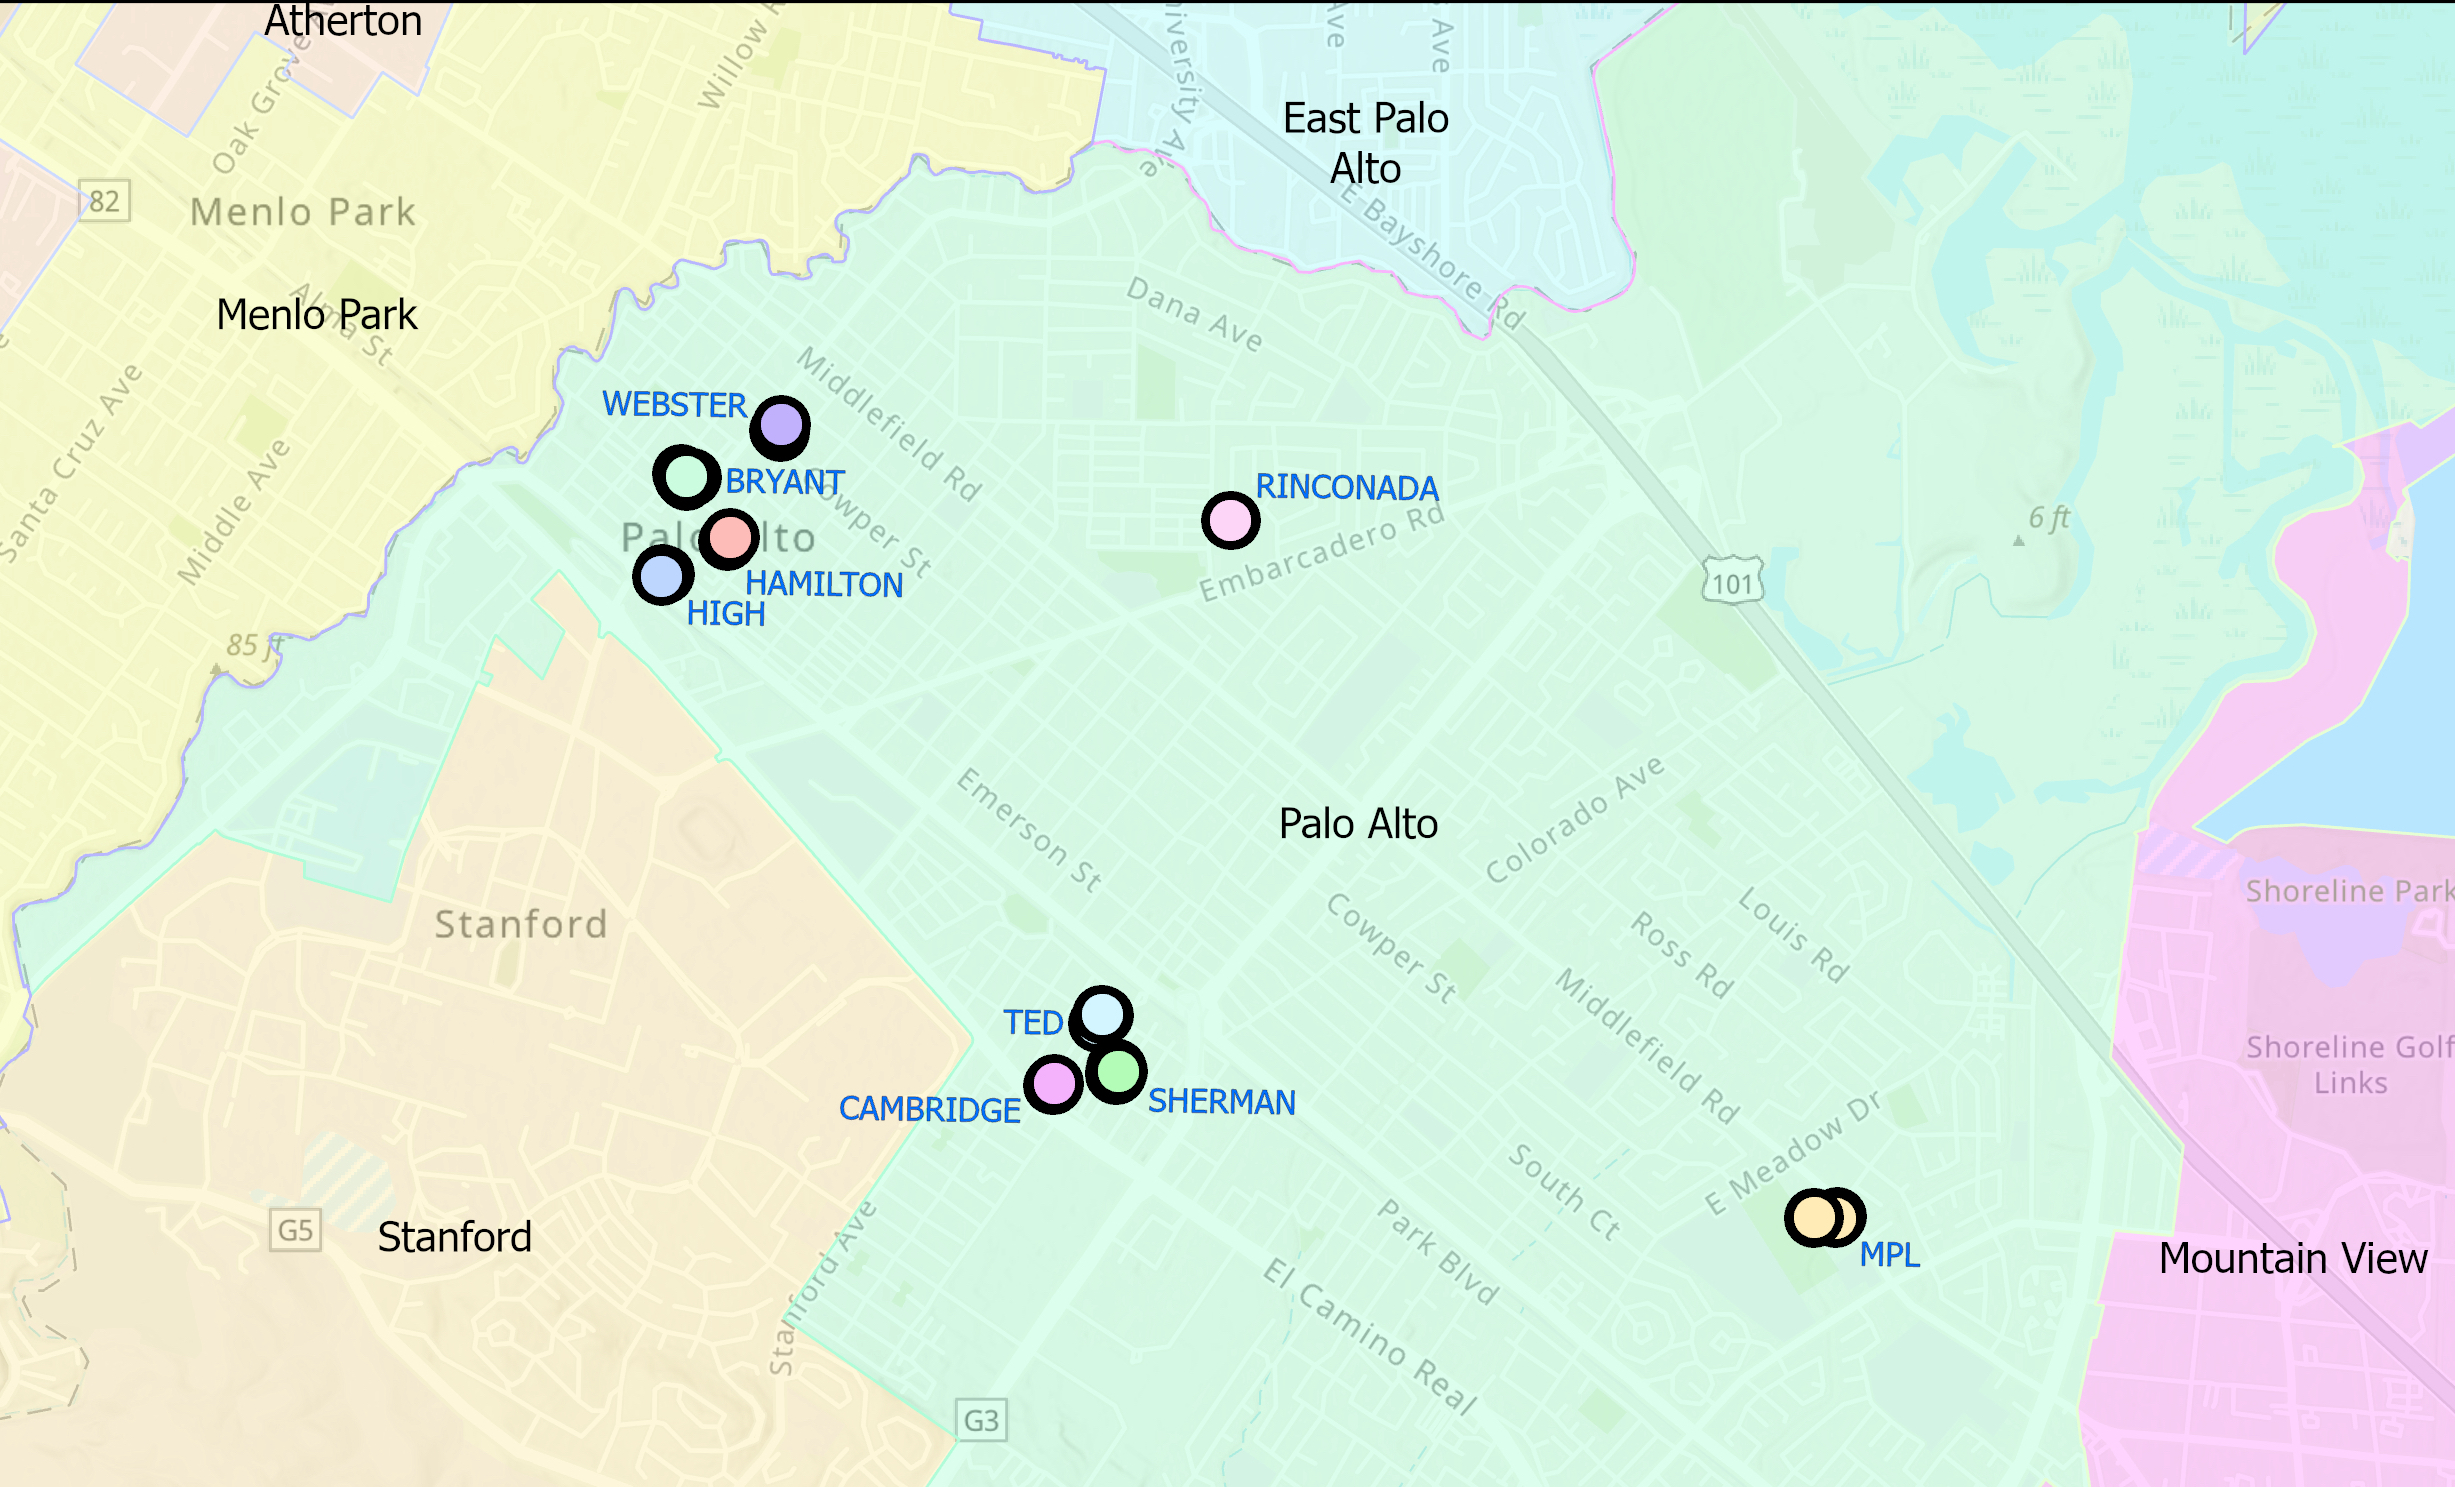 Atherton
Oak Grove Av
Willow R
niversity Ave
Ave
Ave
East Palo
Alto
82
Menlo Park
E Bayshore Rd
Menlo Park
Alma St
Dana Ave
Santa Cruz Ave
Middle Ave
Middlefield Rd
WEBSTER
BRYANT
Cowper St
RINCONADA
Palo Alto
Embarcadero Rd
HAMILTON
HIGH
6 ft
101
85 ft
Emerson St
Palo Alto
Colorado Ave
Shoreline Park
Stanford
Cowper St
Ross Rd
Louis Rd
Middlefield Rd
TED
Shoreline Golf
Links
CAMBRIDGE
SHERMAN
E Meadow Dr
South Ct
G5
Stanford
Stanford Ave
Park Blvd
El Camino Real
MPL
Mountain View
G3